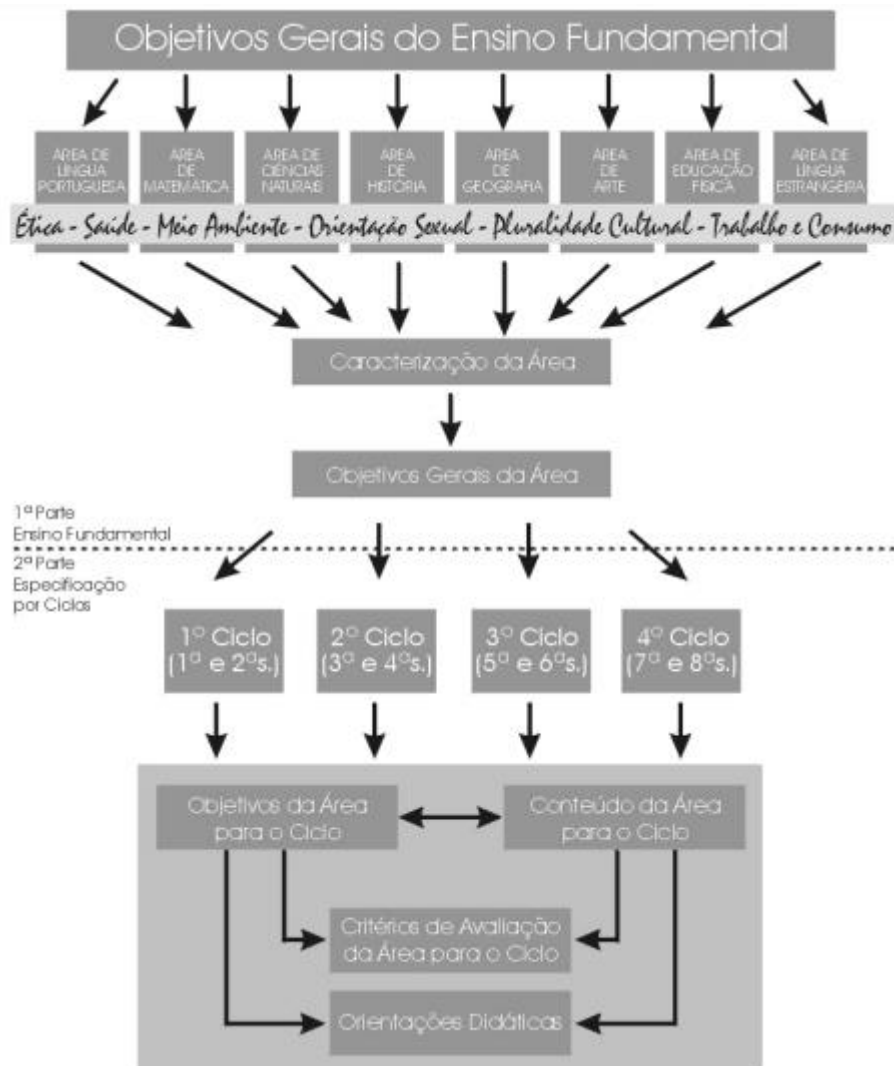 Objetivos Gerais do Ensino Fundamental
ÁREA DE
LÍNGUA
PORTUGUESA
ÁREA
DE
MATEMÁTICA
ÁREA DE
CIÊNCIAS
NATURAIS
ÁREA
DE
HISTÓRIA
ÁREA
DE
GEOGRAFIA
ÁREA
DE
ARTE
ÁREA
DE EDUCAÇÃO
FÍSICA
ÁREA DE
LÍNGUA
ESTRANGEIRA
Ética - Saúde - Meio Ambiente - Orientação Sexual - Pluralidade Cultural - Trabalho e Consumo
Caracterização da Área
Objetivos Gerais da Área
1ª Parte
Ensino Fundamental
2ª Parte
Especificação
por Ciclos
1º Ciclo
(1ª e 2ªs.)
2º Ciclo
(3ª e 4ªs.)
3º Ciclo
(5ª e 6ªs.)
4º Ciclo
(7ª e 8ªs.)
Objetivos da Área
para o Ciclo
Conteúdo da Área
para o Ciclo
Critérios de Avaliação
da Área para o Ciclo
Orientações Didáticas